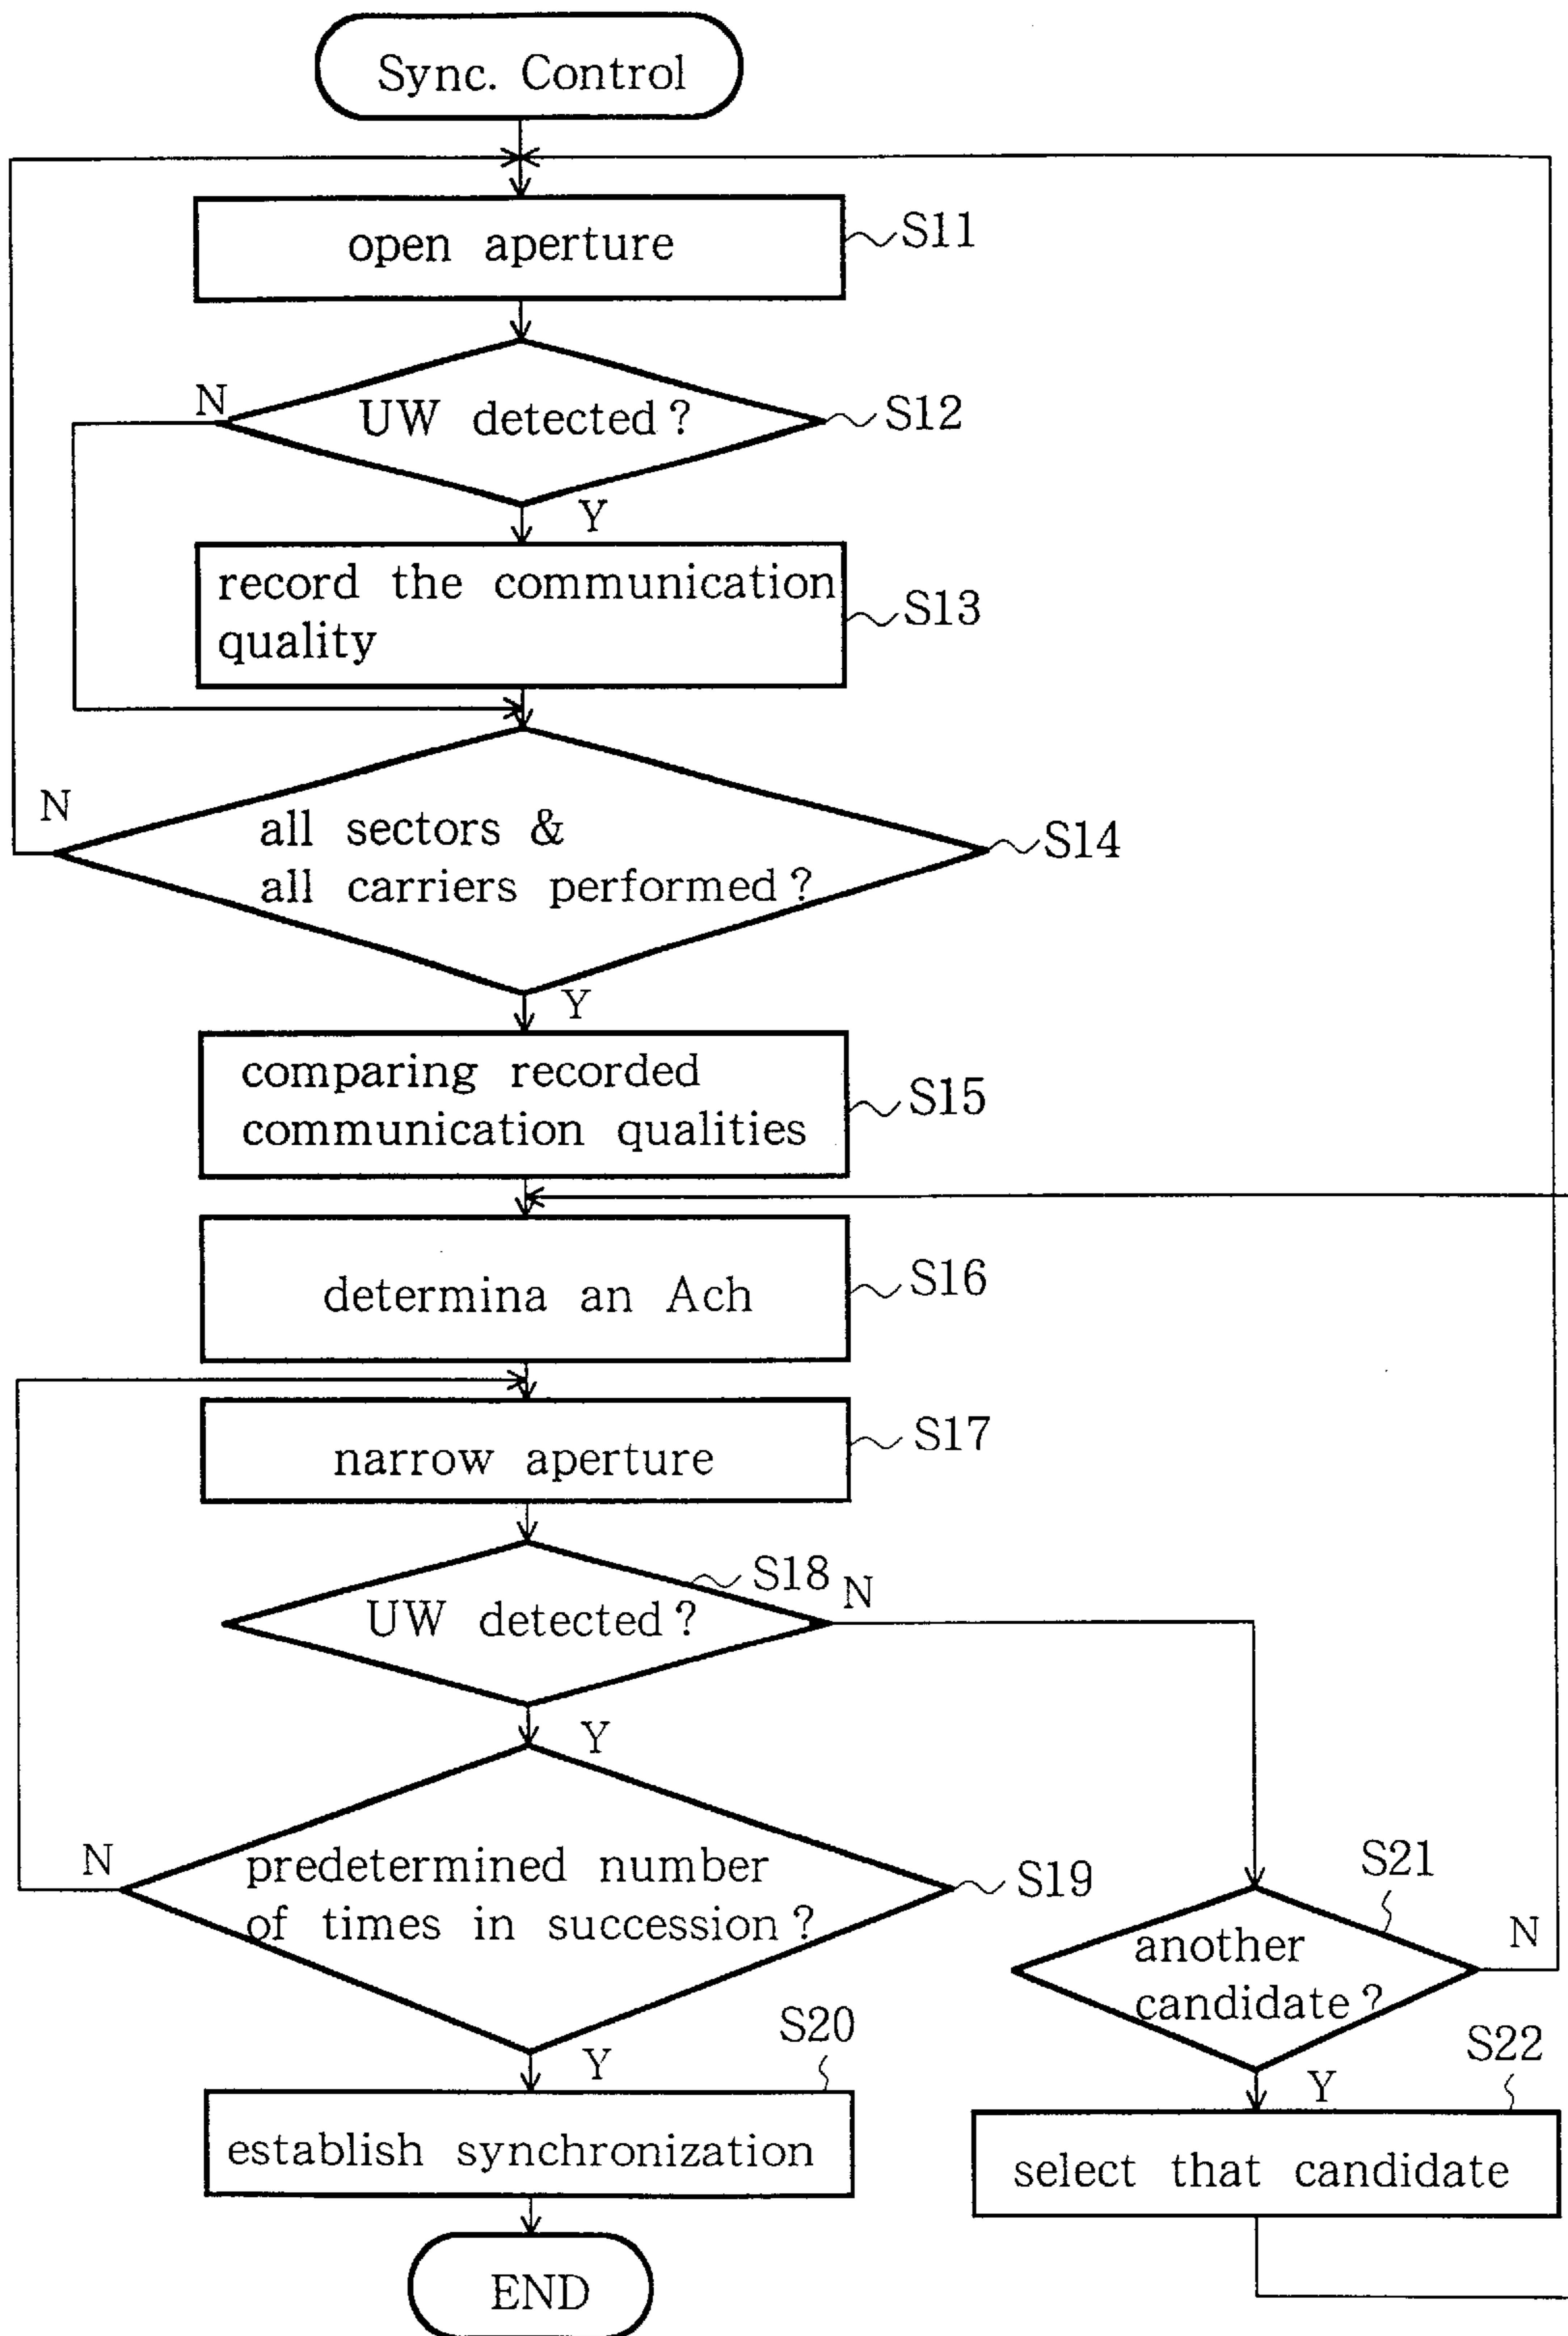 Sync. Control
open aperture
S11
N
UW detected?
S12
Y
record the communication
quality
S13
N
all sectors &
all carriers performed?
S14
Y
comparing recorded
communication qualities
S15
determina an Ach
S16
narrow aperture
S17
S18
N
UW detected?
Y
N
predetermined number
of times in succession?
S19
S21
another
candidate?
N
S20
Y
S22
Y
establish synchronization
select that candidate
END